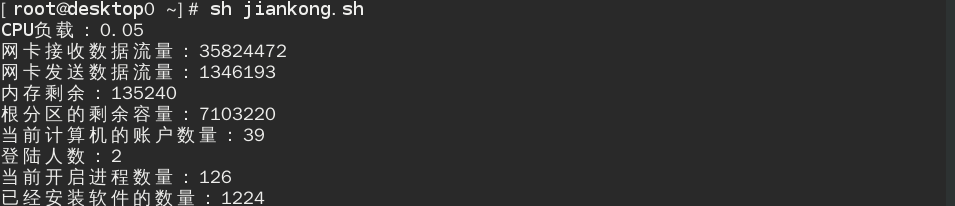 [ root@desktop0 ~]# sh jiankong.sh
CPU负载：0.05
网卡接收数据流量：35824472
网卡发送数据流量：1346193
内存剩余：135240
根分区的剩余容量：7103220
当前计算机的账户数量：39
登陆人数：2
当前开启进程数量：126
已经安装软件的数量：1224